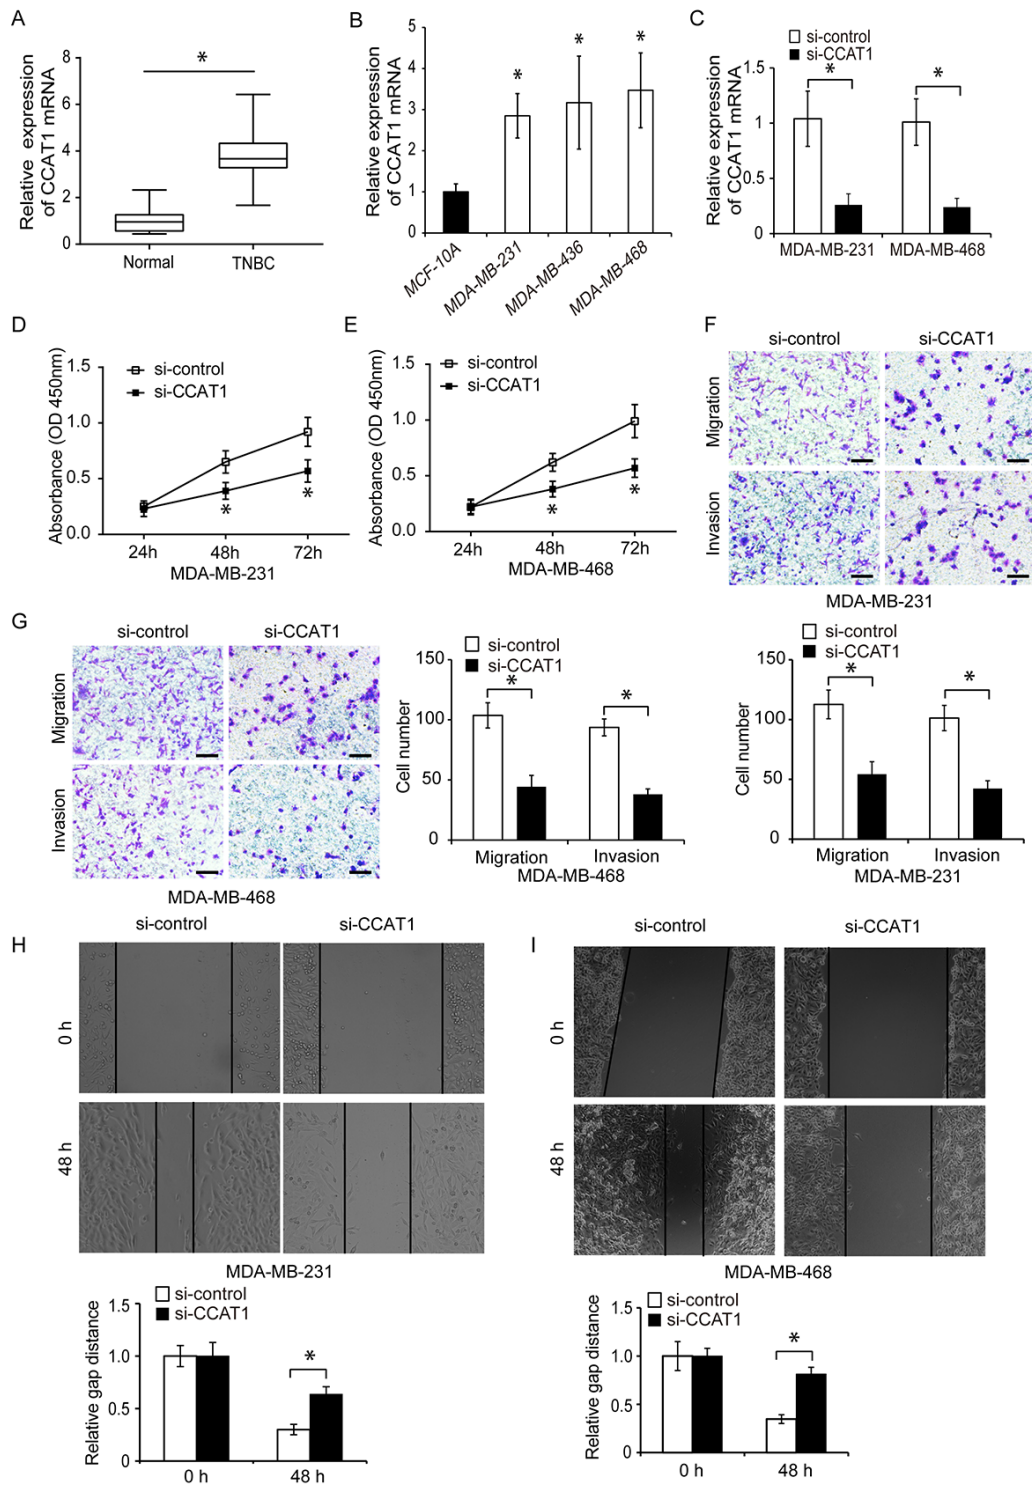 A
Relative expression
of CCAT1 mRNA
8
6
4
2
0
*
Normal
TNBC
B
Relative expression
of CCAT1 mRNA
5
4
3
2
1
0
*
*
*
MCF-10A
MDA-MB-231
MDA-MB-436
MDA-MB-468
C
si-control
si-CCAT1
Relative expression
of CCAT1 mRNA
1.5
1
0.5
0
*
*
MDA-MB-231
MDA-MB-468
D
Absorbance (OD 450nm)
1.5
1.0
0.5
0.0
si-control
si-CCAT1
*
*
24h
48h
72h
MDA-MB-231
E
Absorbance (OD 450nm)
1.5
1.0
0.5
0.0
si-control
si-CCAT1
*
*
24h
48h
72h
MDA-MB-468
F
si-control
si-CCAT1
Migration
Invasion
MDA-MB-231
G
si-control
si-CCAT1
Migration
Invasion
MDA-MB-468
si-control
si-CCAT1
Cell number
150
100
50
0
*
*
Migration
Invasion
MDA-MB-468
si-control
si-CCAT1
Cell number
150
100
50
0
*
*
Migration
Invasion
MDA-MB-231
H
si-control
si-CCAT1
0 h
48 h
MDA-MB-231
si-control
si-CCAT1
Relative gap distance
1.5
1.0
0.5
0
*
0 h
48 h
I
si-control
si-CCAT1
0 h
48 h
MDA-MB-468
si-control
si-CCAT1
Relative gap distance
1.5
1.0
0.5
0
*
0 h
48 h